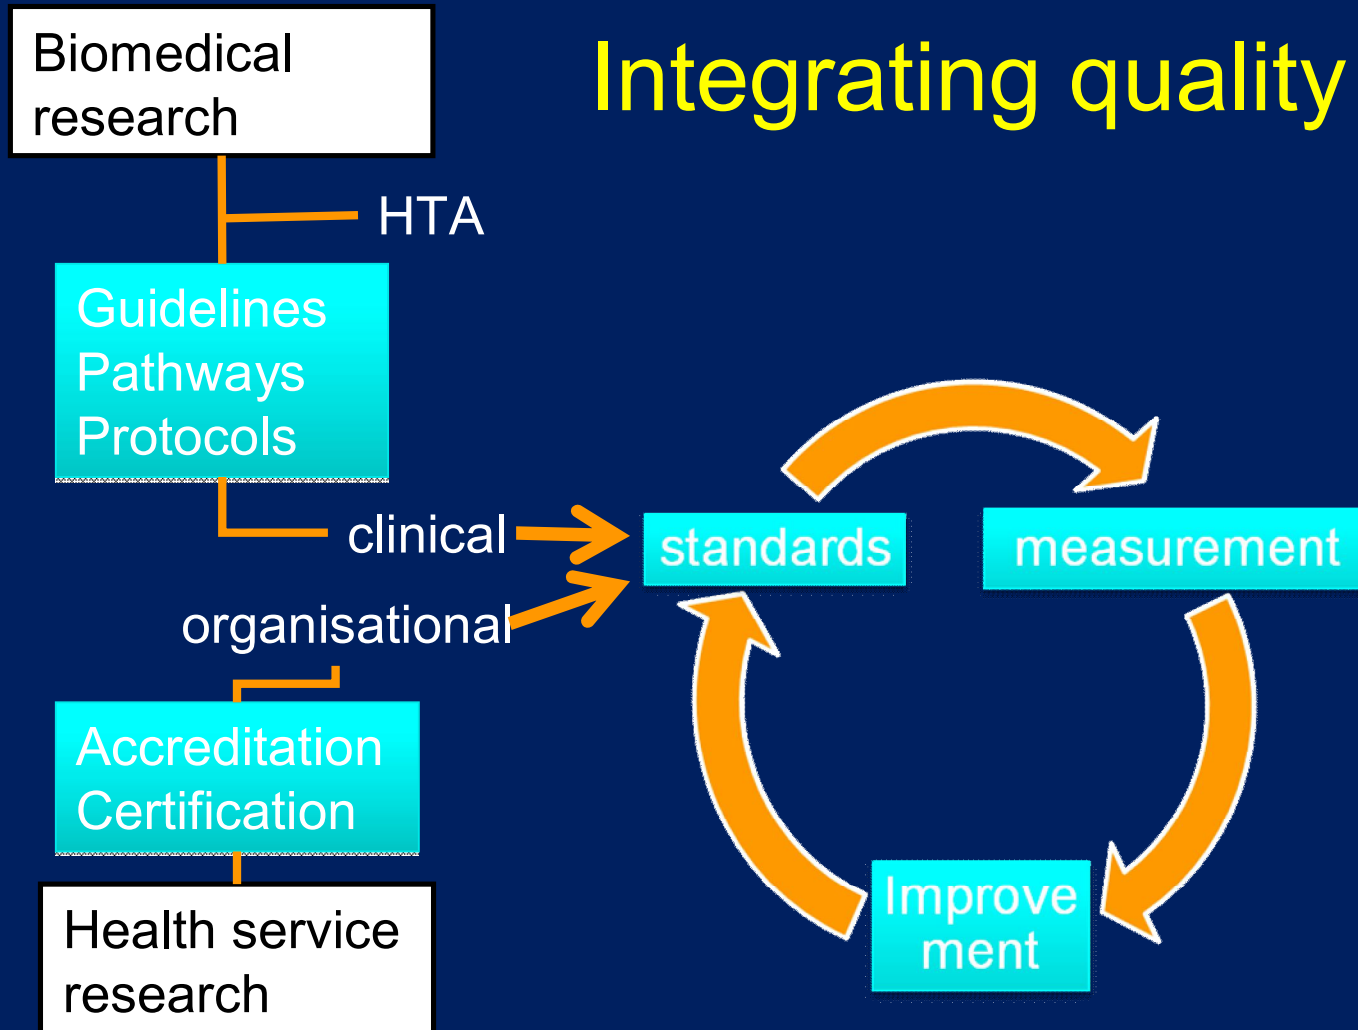 Integrating quality
Biomedical
research
HTA
Guidelines
Pathways
Protocols
clinical
organisational
Accreditation
Certification
Health service
research
standards
measurement
Improve
ment